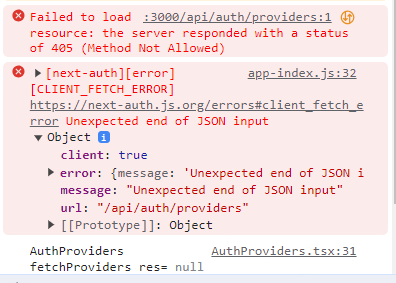 Failed to load :3000/api/auth/providers:1
resource: the server responded with a status
of 405 (Method Not Allowed)
[next-auth][error] app-index.js:32
[CLIENT_FETCH_ERROR]
https://next-auth.js.org/errors#client_fetch_e
rror Unexpected end of JSON input
Object i
client: true
error: {message: 'Unexpected end of JSON i
message: "Unexpected end of JSON input"
url: "/api/auth/providers"
[[Prototype]]: Object
AuthProviders AuthProviders.tsx:31
fetchProviders res= null